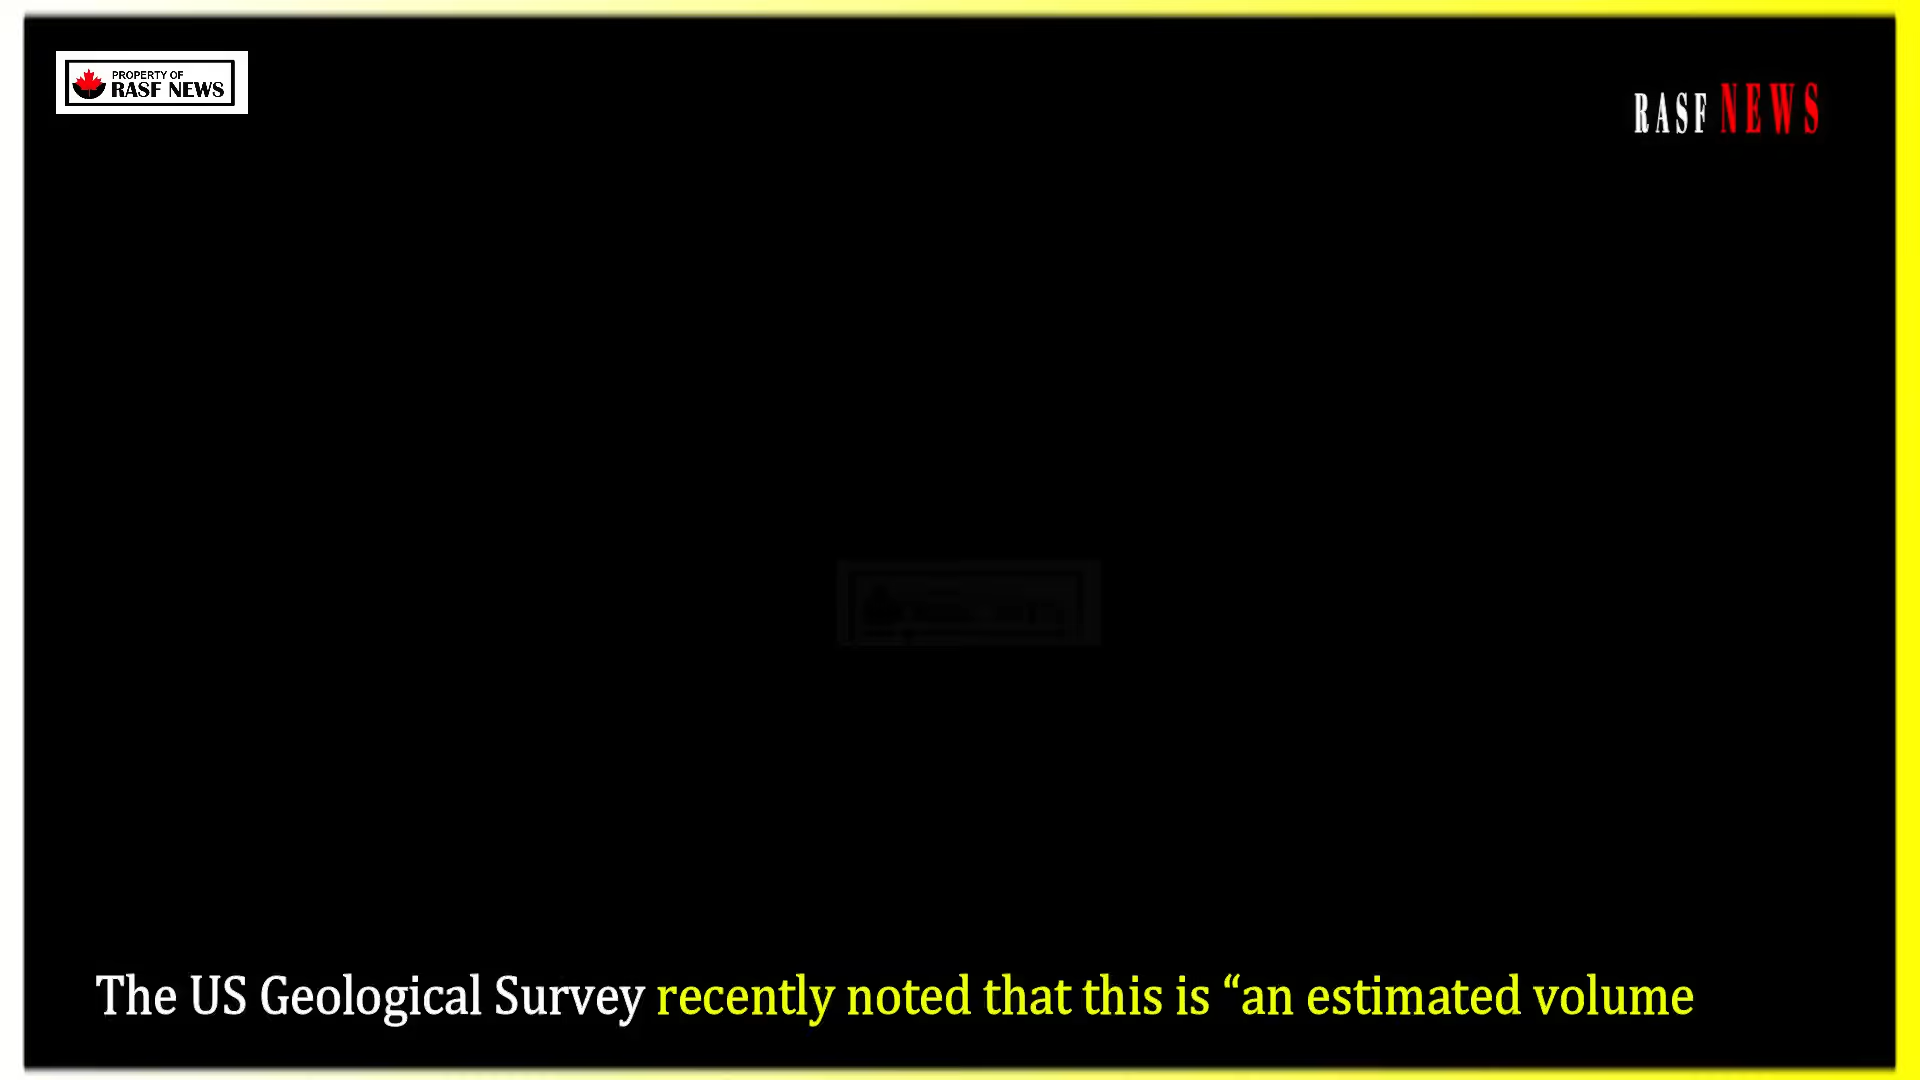 PROPERTY OF
RASF NEWS
RASF NEWS
The US Geological Survey recently noted that this is “an estimated volume